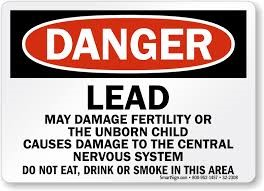 DANGER
LEAD
MAY DAMAGE FERTILITY OR
THE UNBORN CHILD
CAUSES DAMAGE TO THE CENTRAL
NERVOUS SYSTEM
DO NOT EAT, DRINK OR SMOKE IN THIS AREA